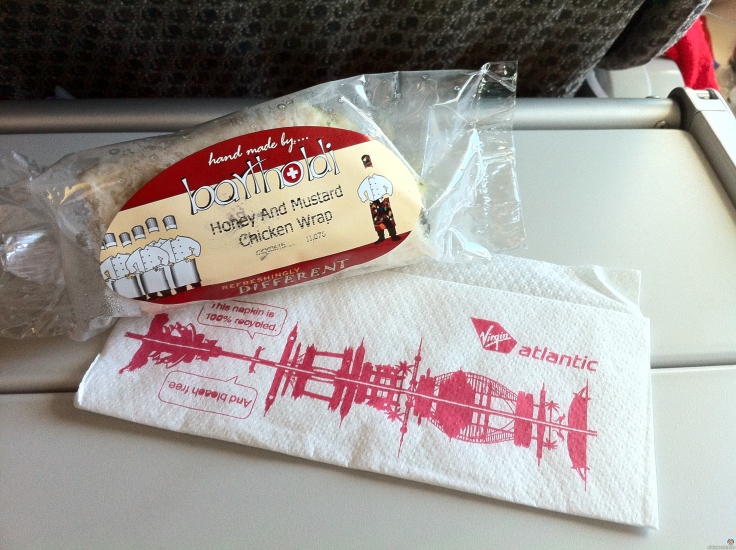 hand made by....
bartholdi
Honey And Mustard
Chicken Wrap
REFRESHINGLY
DIFFERENT
This napkin is
100% recycled.
And bleach free.
Virgin atlantic